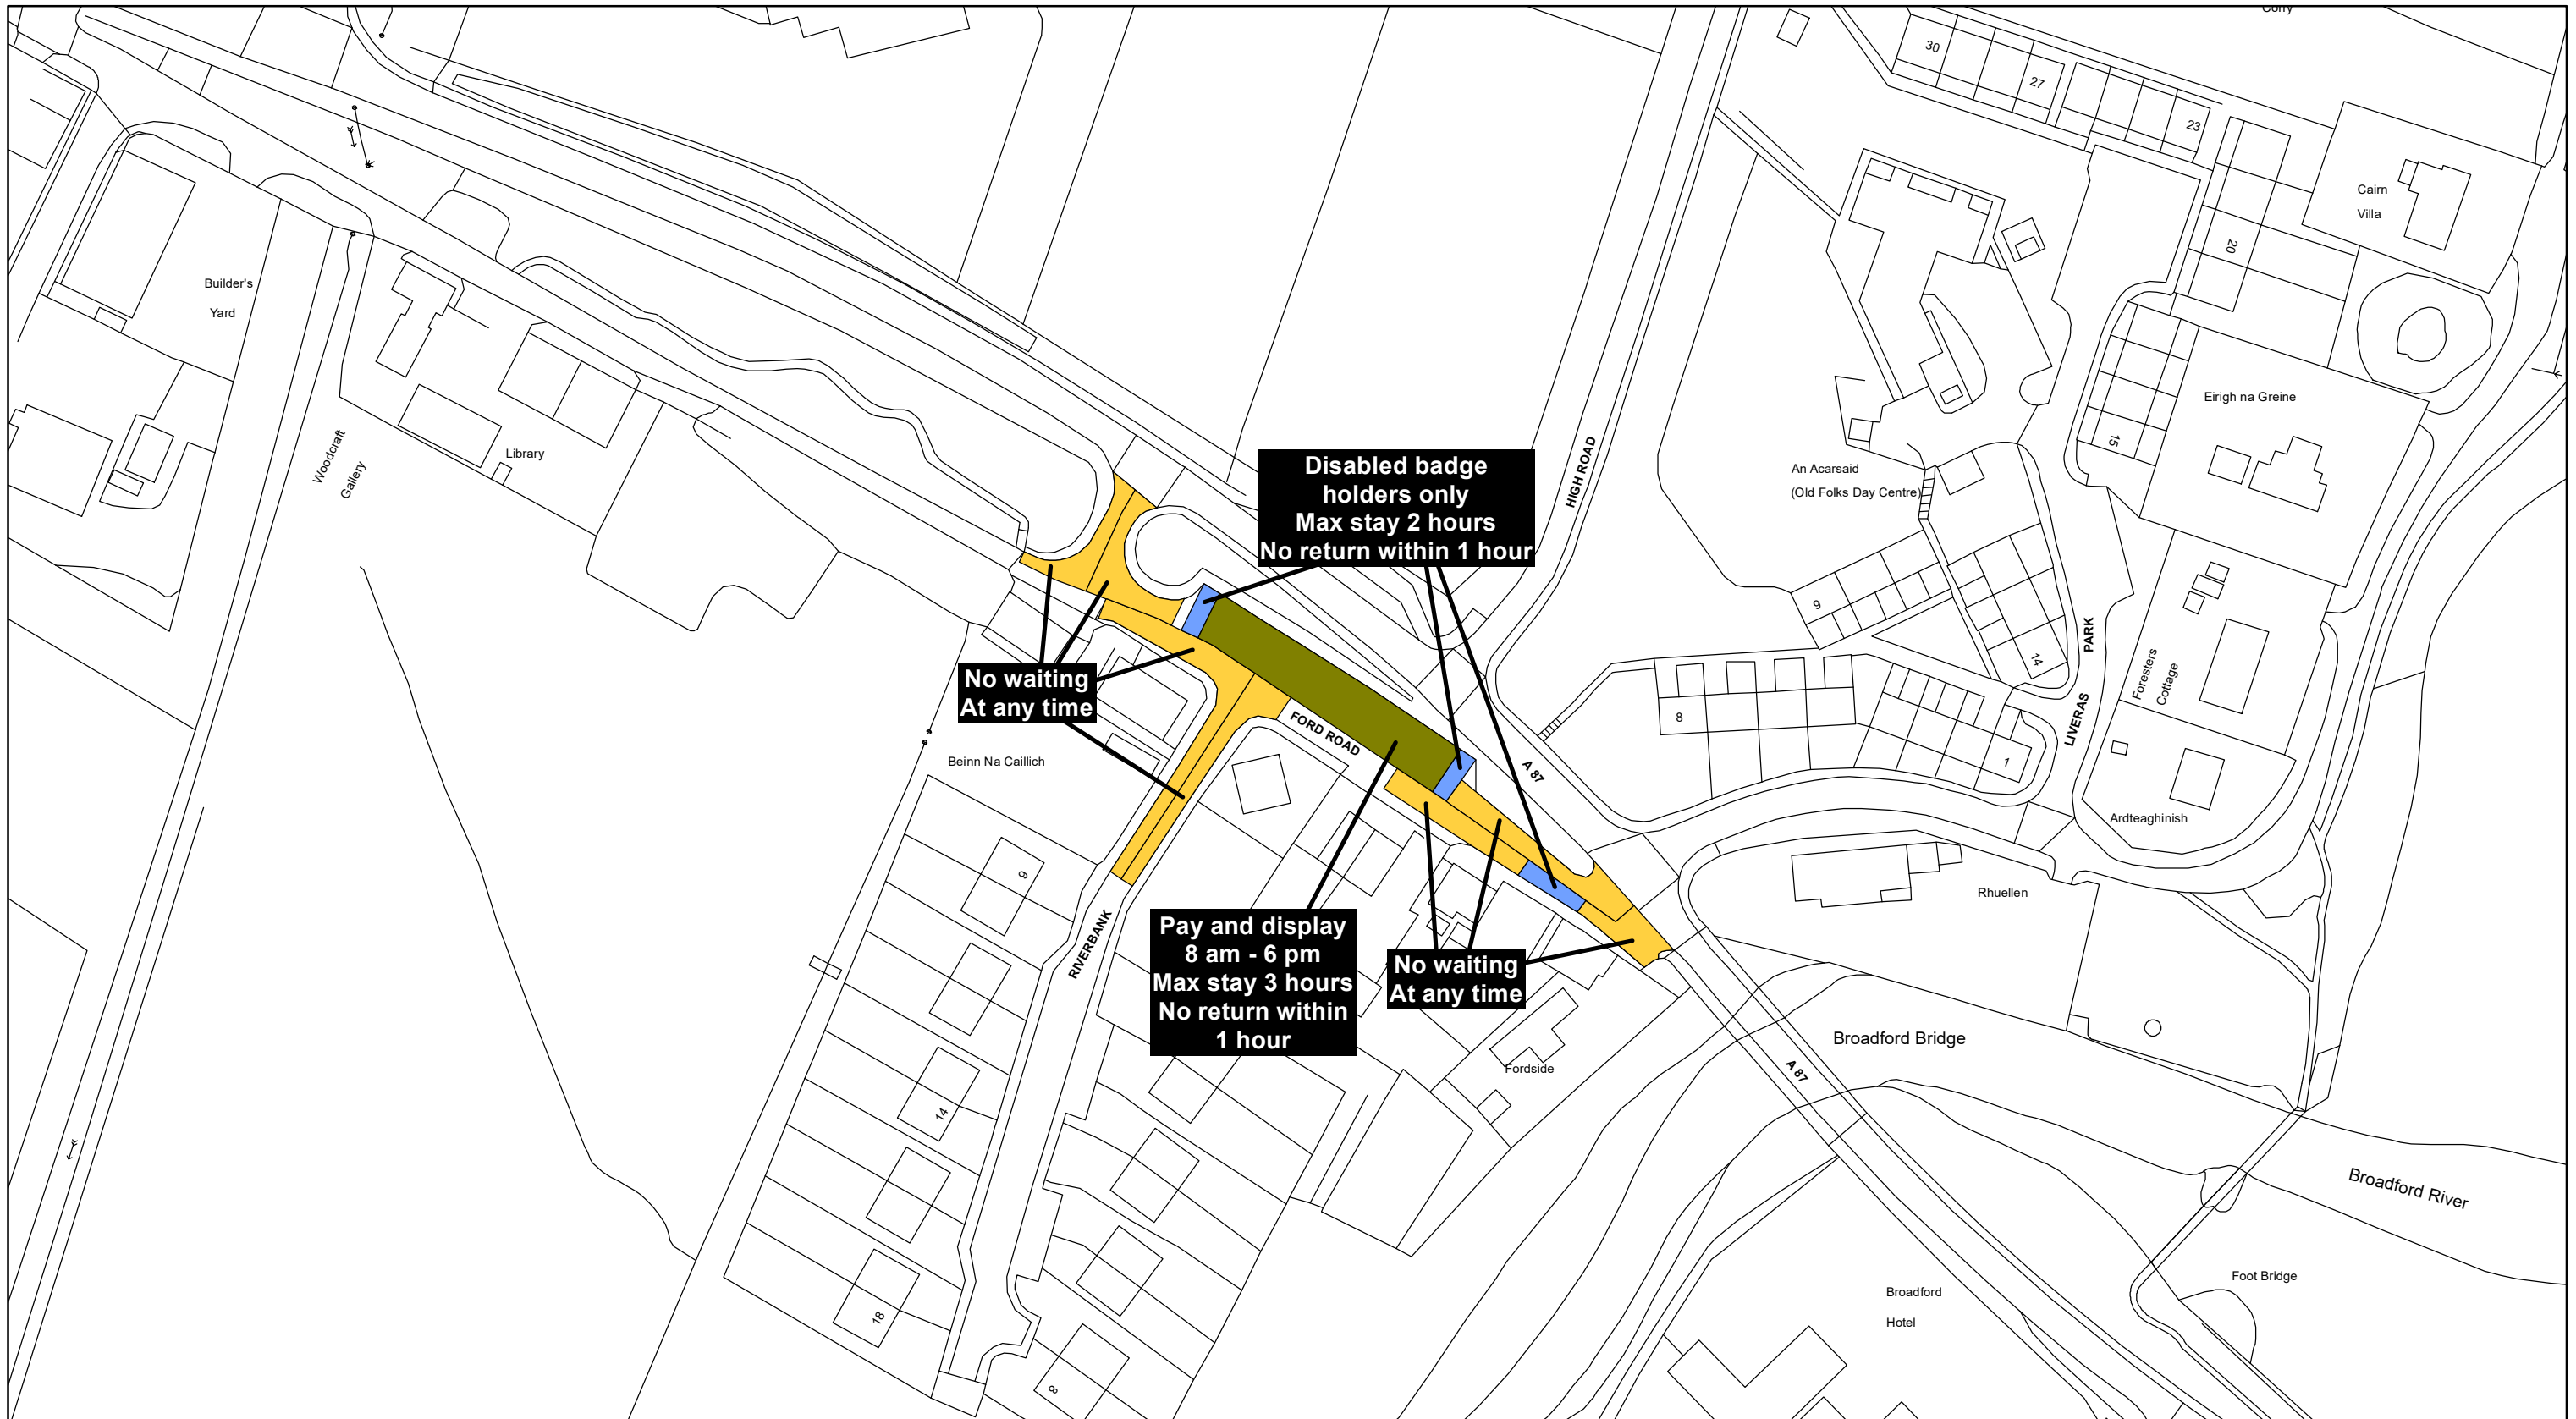 Corry
30
27
23
20
Cairn
Villa
Builder's
Yard
Woodcraft
Gallery
Library
Disabled badge
holders only
Max stay 2 hours
No return within 1 hour
HIGH ROAD
An Acarsaid
(Old Folks Day Centre)
Eirigh na Greine
15
9
14
PARK
LIVERAS
Foresters
Cottage
8
1
No waiting
At any time
FORD ROAD
A 87
Beinn Na Caillich
Ardteaghinish
9
RIVERBANK
Rhuellen
Pay and display
8 am - 6 pm
Max stay 3 hours
No return within
1 hour
No waiting
At any time
Fordside
Broadford Bridge
A 87
14
Broadford River
Foot Bridge
Broadford
Hotel
18
8